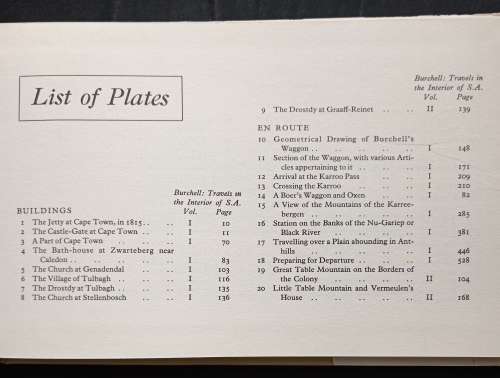 List of Plates
Burchell: Travels in
the Interior of S.A.
Vol. Page
BUILDINGS
1 The Jetty at Cape Town, in 1815 .. .. I 10
2 The Castle-Gate at Cape Town .. .. I 11
3 A Part of Cape Town .. .. .. I 70
4 The Bath-house at Zwarteberg near
Caledon .. .. .. .. .. I 83
5 The Church at Genadendal .. .. I 103
6 The Village of Tulbagh .. .. .. I 116
7 The Drostdy at Tulbagh .. .. .. I 135
8 The Church at Stellenbosch .. .. I 136
Burchell: Travels in
the Interior of S.A.
Vol. Page
9 The Drostdy at Graaff-Reinet .. .. II 139
EN ROUTE
10 Geometrical Drawing of Burchell's
Waggon .. .. .. .. .. I 148
11 Section of the Waggon, with various Arti-
cles appertaining to it .. .. .. I 171
12 Arrival at the Karroo Pass .. .. I 209
13 Crossing the Karroo .. .. .. I 210
14 A Boer's Waggon and Oxen .. .. I 82
15 A View of the Mountains of the Karree-
bergen .. .. .. .. .. I 285
16 Station on the Banks of the Nu-Gariep or
Black River .. .. .. .. I 381
17 Travelling over a Plain abounding in Ant-
hills .. .. .. .. .. I 446
18 Preparing for Departure .. .. .. I 528
19 Great Table Mountain on the Borders of
the Colony .. .. .. .. II 104
20 Little Table Mountain and Vermeulen's
House .. .. .. .. .. II 168